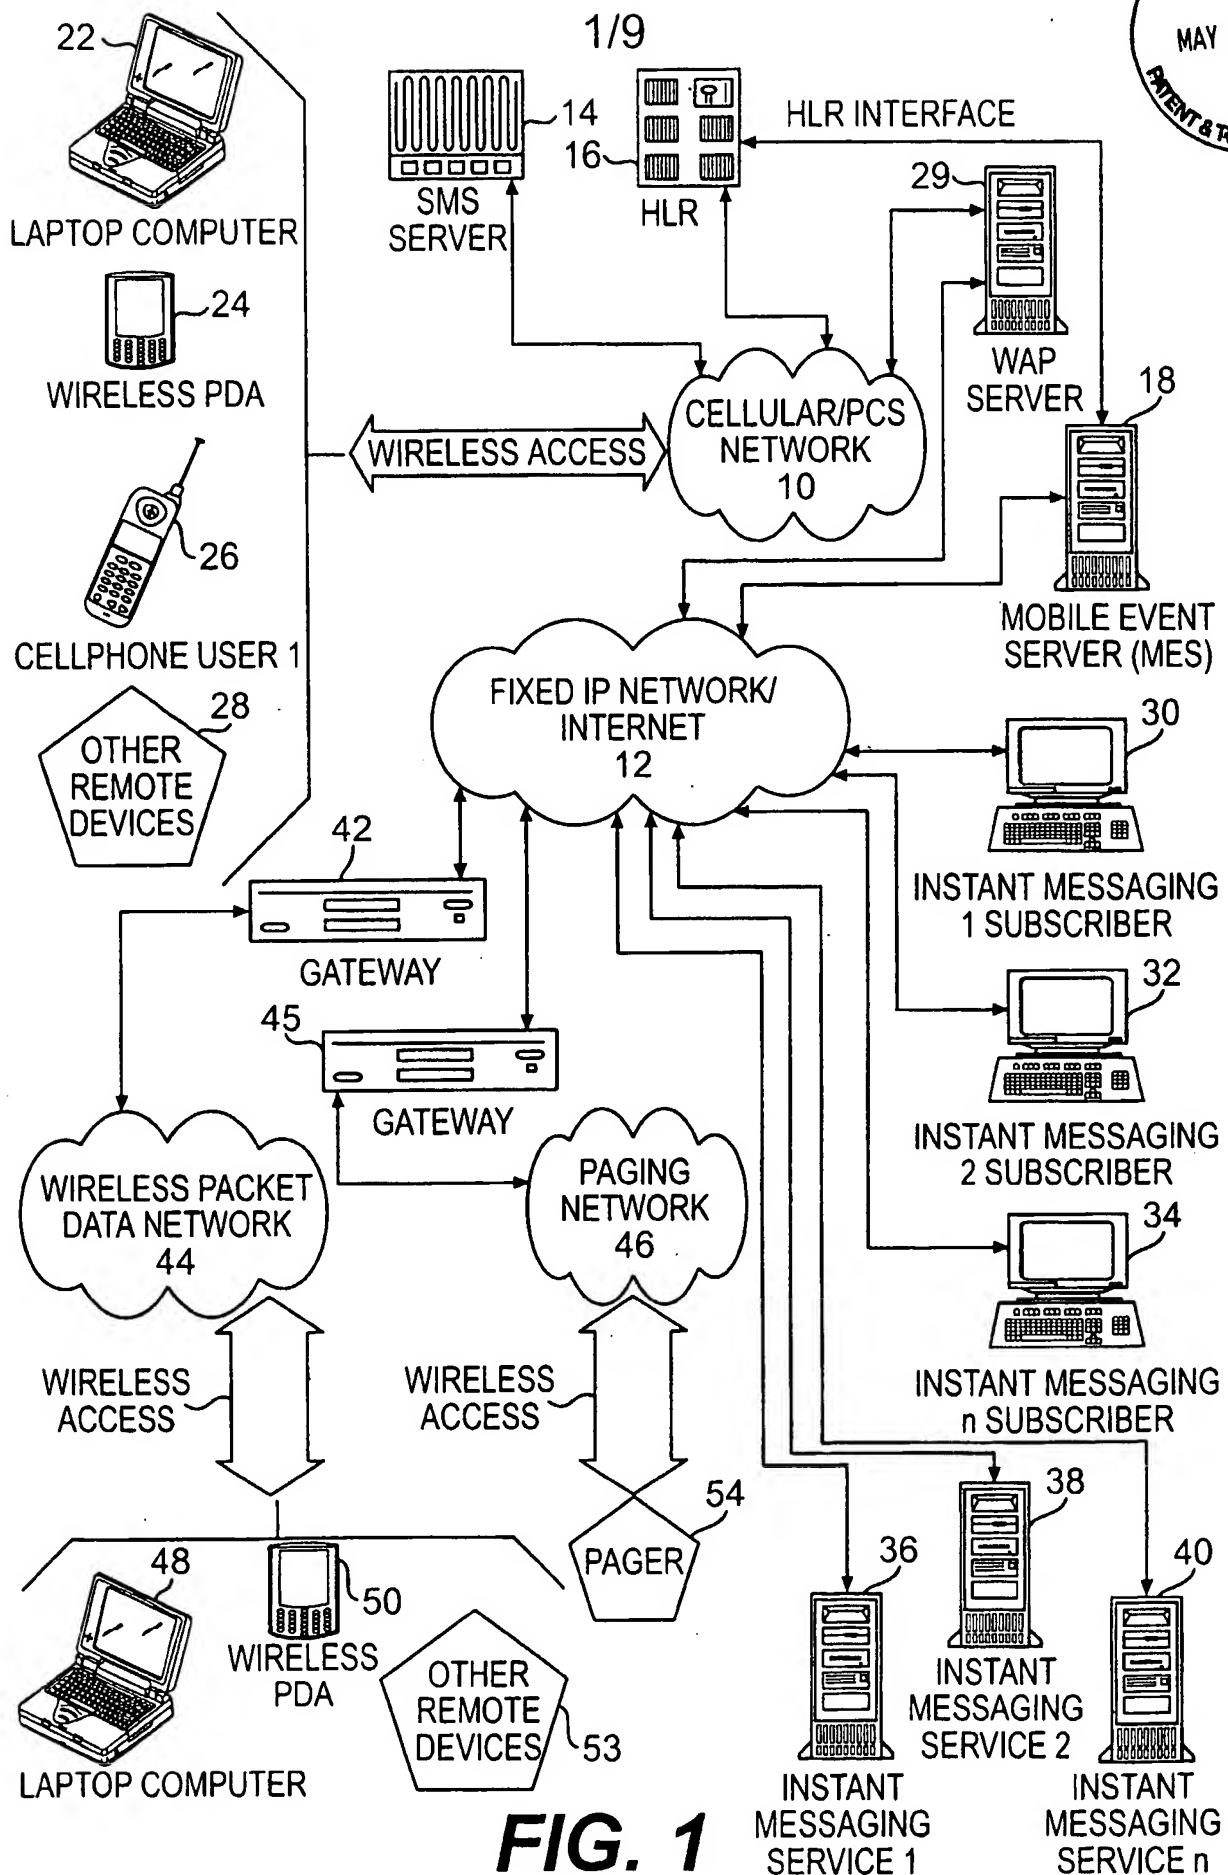 1/9
MAY
PATENT & T
22
LAPTOP COMPUTER
24
WIRELESS PDA
26
CELLPHONE USER 1
28
OTHER
REMOTE
DEVICES
14
SMS
SERVER
16
HLR
HLR INTERFACE
29
WAP
SERVER
18
MOBILE EVENT
SERVER (MES)
WIRELESS ACCESS
CELLULAR/PCS
NETWORK
10
FIXED IP NETWORK/
INTERNET
12
30
INSTANT MESSAGING
1 SUBSCRIBER
32
INSTANT MESSAGING
2 SUBSCRIBER
34
INSTANT MESSAGING
n SUBSCRIBER
42
GATEWAY
45
GATEWAY
WIRELESS PACKET
DATA NETWORK
44
PAGING
NETWORK
46
WIRELESS
ACCESS
WIRELESS
ACCESS
54
PAGER
48
LAPTOP COMPUTER
50
WIRELESS
PDA
OTHER
REMOTE
DEVICES
53
36
INSTANT
MESSAGING
SERVICE 1
38
INSTANT
MESSAGING
SERVICE 2
40
INSTANT
MESSAGING
SERVICE n
FIG. 1